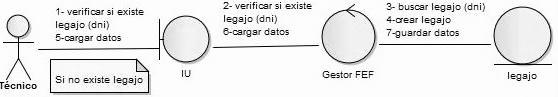 1- verificar si existe
legajo (dni)
5-cargar datos
2- verificar si existe
legajo (dni)
6-cargar datos
3- buscar legajo (dni)
4-crear legajo
7-guardar datos
Técnico
Si no existe legajo
IU
Gestor FEF
legajo